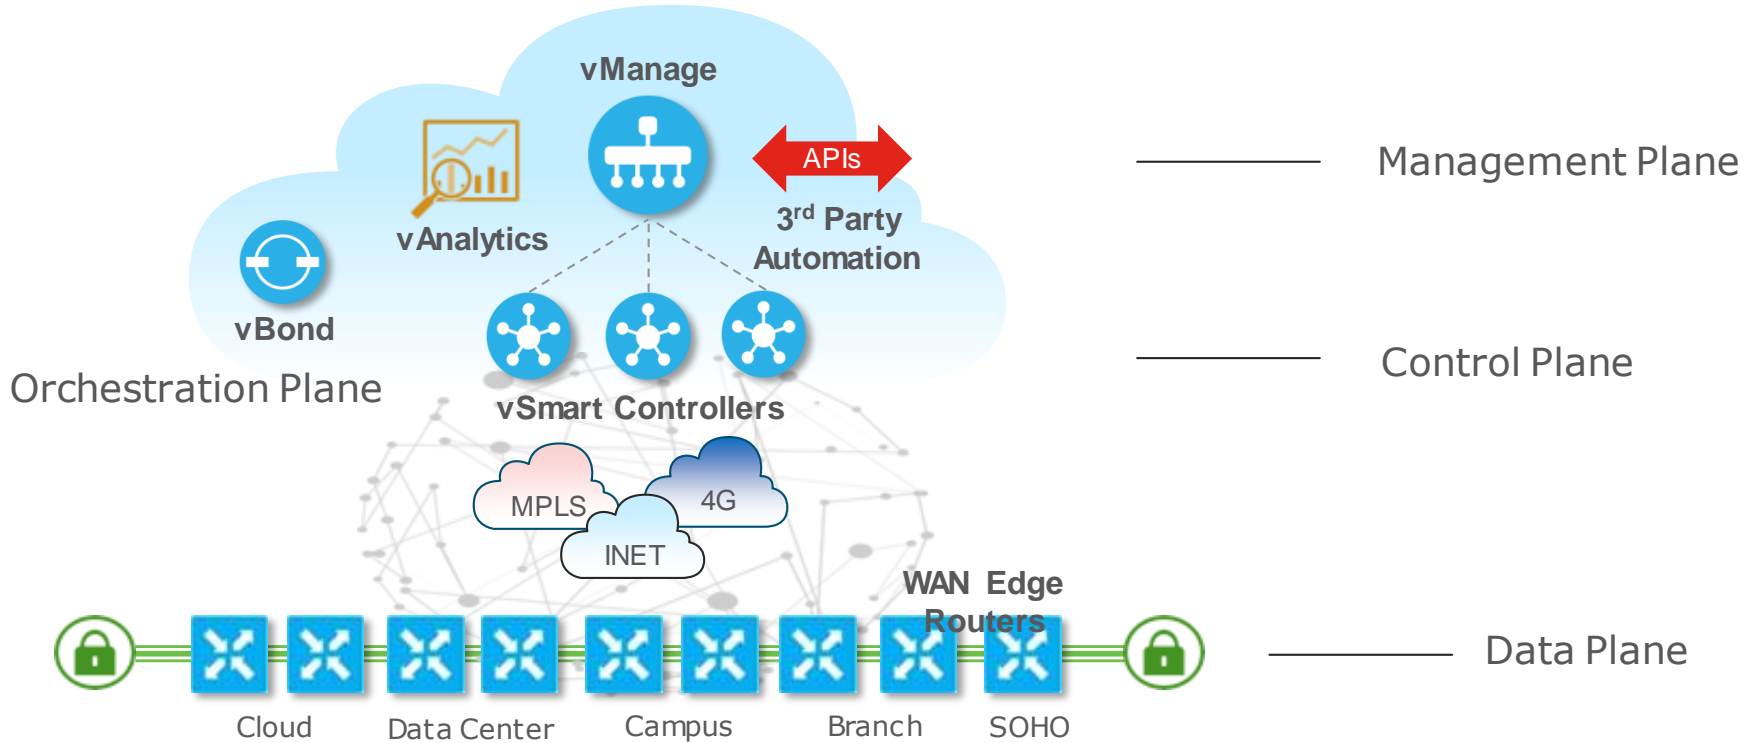 vManage
APIs
Management Plane
3rd Party
Automation
vAnalytics
vBond
Control Plane
Orchestration Plane
vSmart Controllers
MPLS
4G
INET
WAN Edge
Routers
Data Plane
Cloud
Data Center
Campus
Branch
SOHO